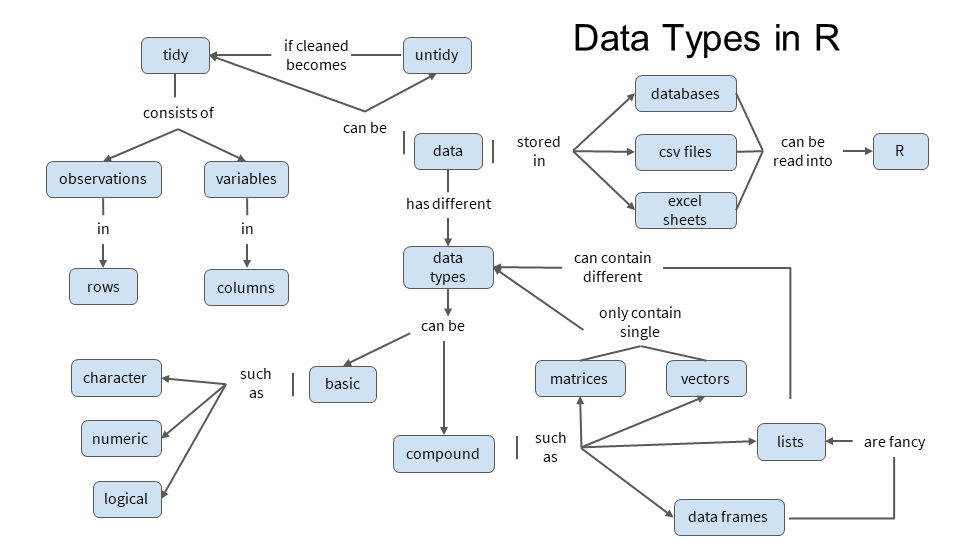 Data Types in R
tidy
if cleaned
becomes
untidy
consists of
can be
data
stored
in
databases
csv files
excel
sheets
can be
read into
R
observations
variables
has different
in
in
rows
columns
data
types
can contain
different
only contain
single
can be
character
numeric
logical
such
as
basic
matrices
vectors
compound
such
as
lists
are fancy
data frames